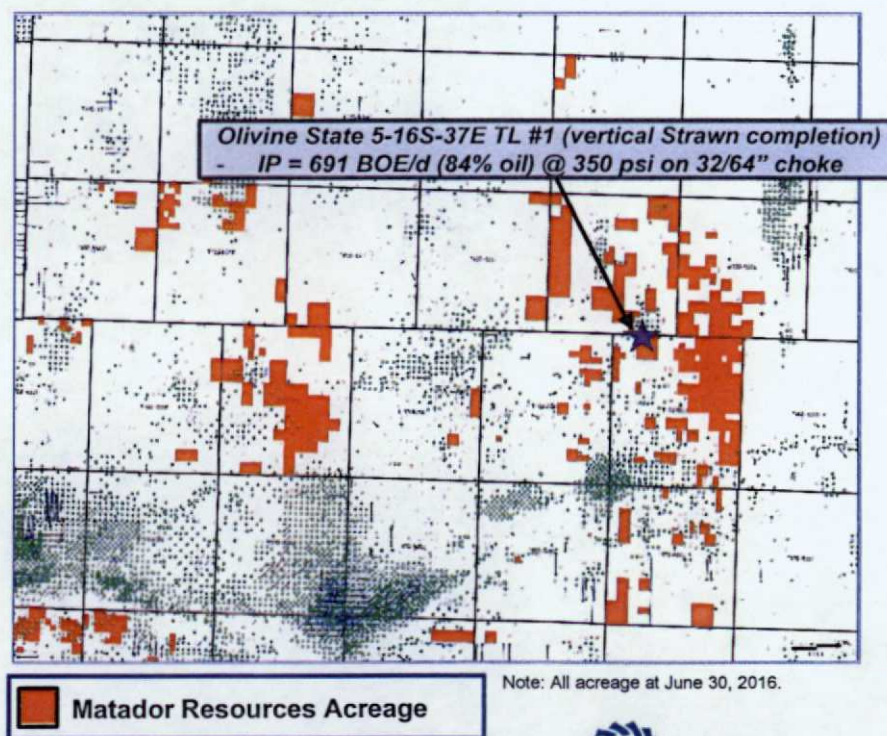 Olivine State 5-16S-37E TL #1 (vertical Strawn completion)
- IP = 691 BOE/d (84% oil) @ 350 psi on 32/64" choke
Matador Resources Acreage
Note: All acreage at June 30, 2016.